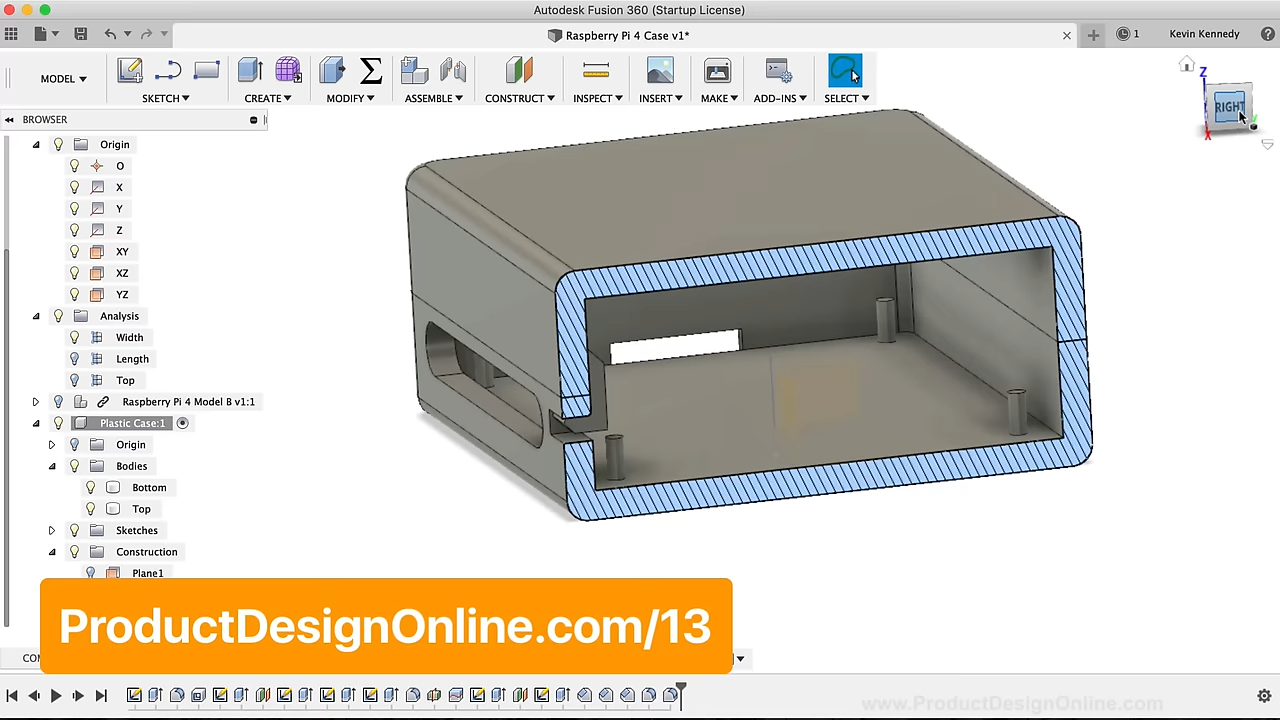 Autodesk Fusion 360 (Startup License)
Raspberry Pi 4 Case v1*
1
Kevin Kennedy
MODEL
SKETCH
CREATE
MODIFY
ASSEMBLE
CONSTRUCT
INSPECT
INSERT
MAKE
ADD-INS
SELECT
BROWSER
Z
RIGHT
X
Origin
O
X
Y
Z
XY
XZ
YZ
Analysis
Width
Length
Top
Raspberry Pi 4 Model B v1:1
Plastic Case:1
Origin
Bodies
Bottom
Top
Sketches
Construction
Plane1
ProductDesignOnline.com/13
www.ProductDesignOnline.com